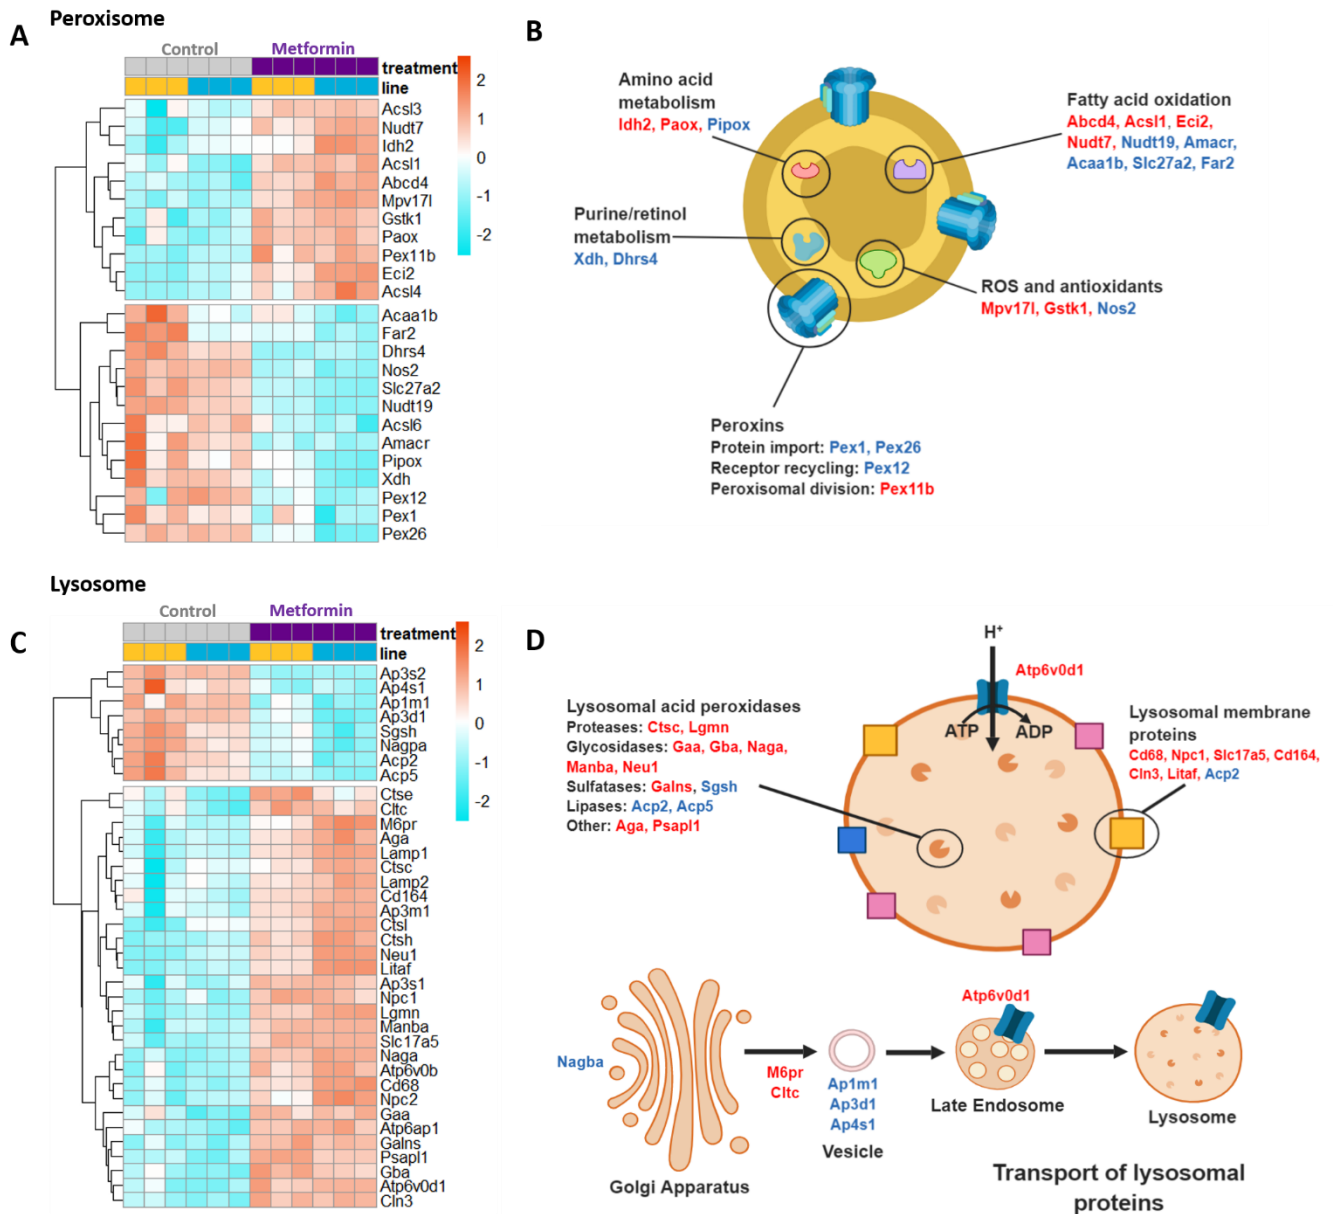 Peroxisome
A
Control
Metformin
treatment
line
2
1
0
-1
-2
Acsl3
Nudt7
Idh2
Acsl1
Abcd4
Mpv17l
Gstk1
Paox
Pex11b
Eci2
Acsl4
Acaa1b
Far2
Dhrs4
Nos2
Slc27a2
Nudt19
Acsl6
Amacr
Pipox
Xdh
Pex12
Pex1
Pex26
B
Amino acid
metabolism
Idh2, Paox, Pipox
Fatty acid oxidation
Abcd4, Acsl1, Eci2,
Nudt7, Nudt19, Amacr,
Acaa1b, Slc27a2, Far2
Purine/retinol
metabolism
Xdh, Dhrs4
ROS and antioxidants
Mpv17l, Gstk1, Nos2
Peroxins
Protein import: Pex1, Pex26
Receptor recycling: Pex12
Peroxisomal division: Pex11b
Lysosome
C
Control
Metformin
treatment
line
2
1
0
-1
-2
Ap3s2
Ap4s1
Ap1m1
Ap3d1
Sgsh
Nagpa
Acp2
Acp5
Ctse
Cltc
M6pr
Aga
Lamp1
Ctsc
Lamp2
Cd164
Ap3m1
Ctsl
Ctsh
Neu1
Litaf
Ap3s1
Npc1
Lgmn
Manba
Slc17a5
Naga
Atp6v0b
Cd68
Npc2
Gaa
Atp6ap1
Galns
Psapl1
Gba
Atp6v0d1
Cln3
D
H+
Atp6v0d1
ATP
ADP
Lysosomal acid peroxidases
Proteases: Ctsc, Lgmn
Glycosidases: Gaa, Gba, Naga,
Manba, Neu1
Sulfatases: Galns, Sgsh
Lipases: Acp2, Acp5
Other: Aga, Psapl1
Lysosomal membrane
proteins
Cd68, Npc1, Slc17a5, Cd164,
Cln3, Litaf, Acp2
Nagba
M6pr
Cltc
Ap1m1
Ap3d1
Ap4s1
Vesicle
Atp6v0d1
Late Endosome
Lysosome
Golgi Apparatus
Transport of lysosomal
proteins